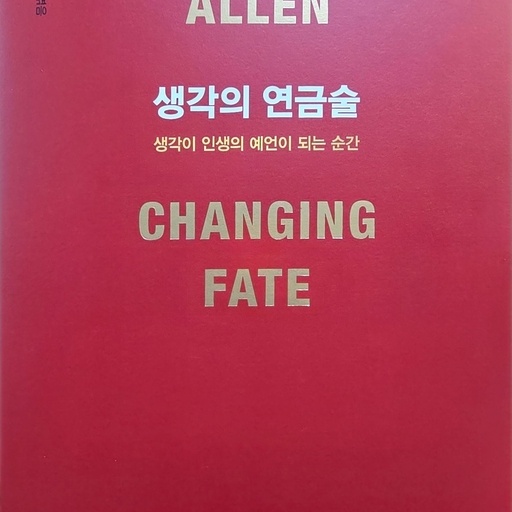 ALLEN
생각의 연금술
생각이 인생의 예언이 되는 순간
CHANGING
FATE